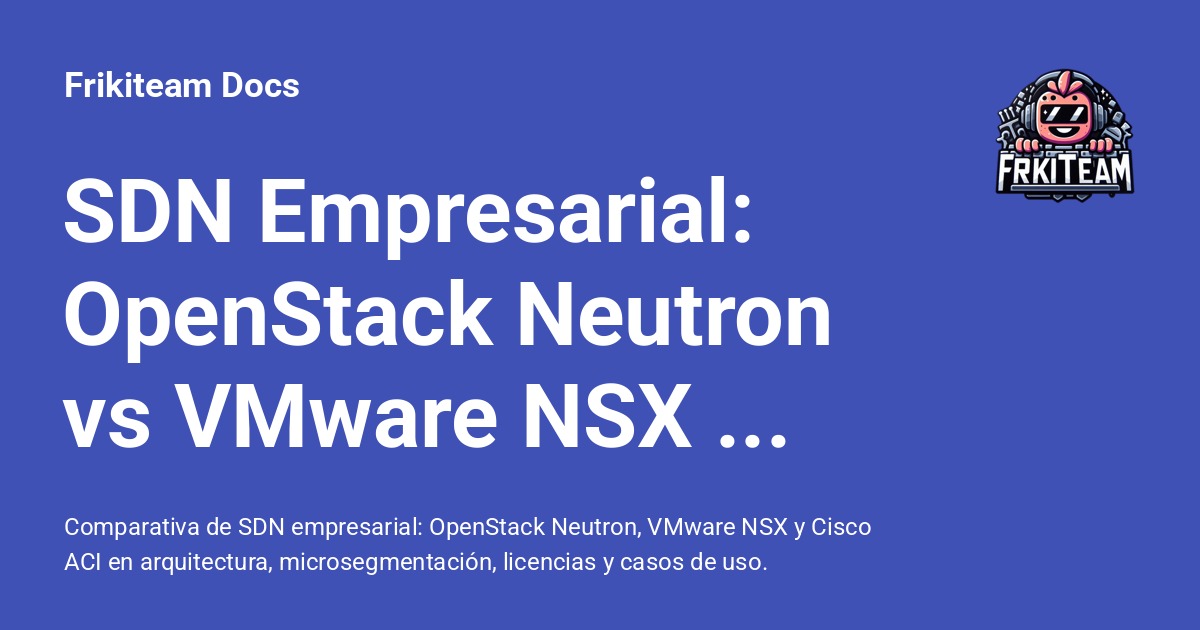 Frikiteam Docs
FRKITEAM
SDN Empresarial:
OpenStack Neutron
vs VMware NSX ...
Comparativa de SDN empresarial: OpenStack Neutron, VMware NSX y Cisco
ACI en arquitectura, microsegmentación, licencias y casos de uso.